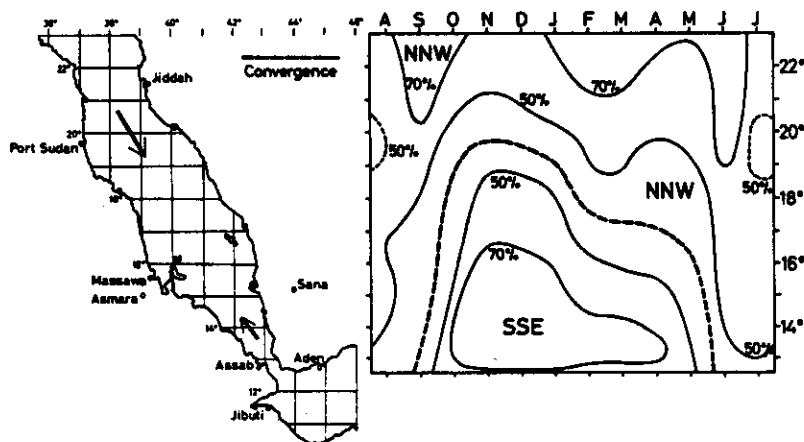 36° 38° 40° 42° 44° 46°
22°
Jiddah
Convergence
20°
Port Sudan
18°
16°
Massawa
Asmara
Sana
14°
Assab
Aden
12°
Jibuti
A S O N D J F M A M J J
NNW
70%
70%
50%
50%
50%
NNW
50%
70%
SSE
50%
22°
20°
18°
16°
14°